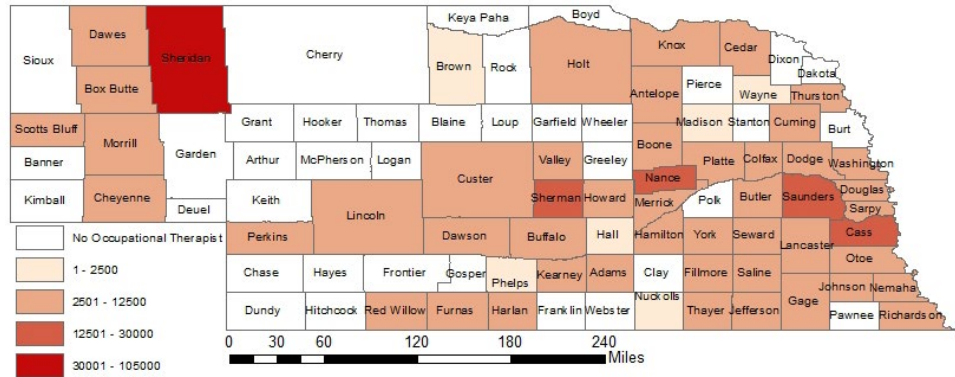 Keya Paha Boyd
Sioux Dawes Sheridan Cherry Brown Rock Holt Knox Cedar Dixon Dakota
Box Butte Antelope Pierce Wayne Thurston
Scotts Bluff Morrill Garden Grant Hooker Thomas Blaine Loup Garfield Wheeler Madison Stanton Cuming Burt
Banner Arthur McPherson Logan Custer Valley Greeley Boone Platte Colfax Dodge Washington
Kimball Cheyenne Deuel Keith Lincoln Sherman Howard Nance Merrick Polk Butler Saunders Douglas
Sarpy
Perkins Dawson Buffalo Hall Hamilton York Seward Lancaster Cass
Otoe
Chase Hayes Frontier Gosper Phelps Kearney Adams Clay Fillmore Saline Johnson Nemaha
Dundy Hitchcock Red Willow Furnas Harlan Franklin Webster Nuckolls Thayer Jefferson Gage Pawnee Richardson
No Occupational Therapist
1 - 2500
2501 - 12500
12501 - 30000
30001 - 105000
0 30 60 120 180 240
Miles